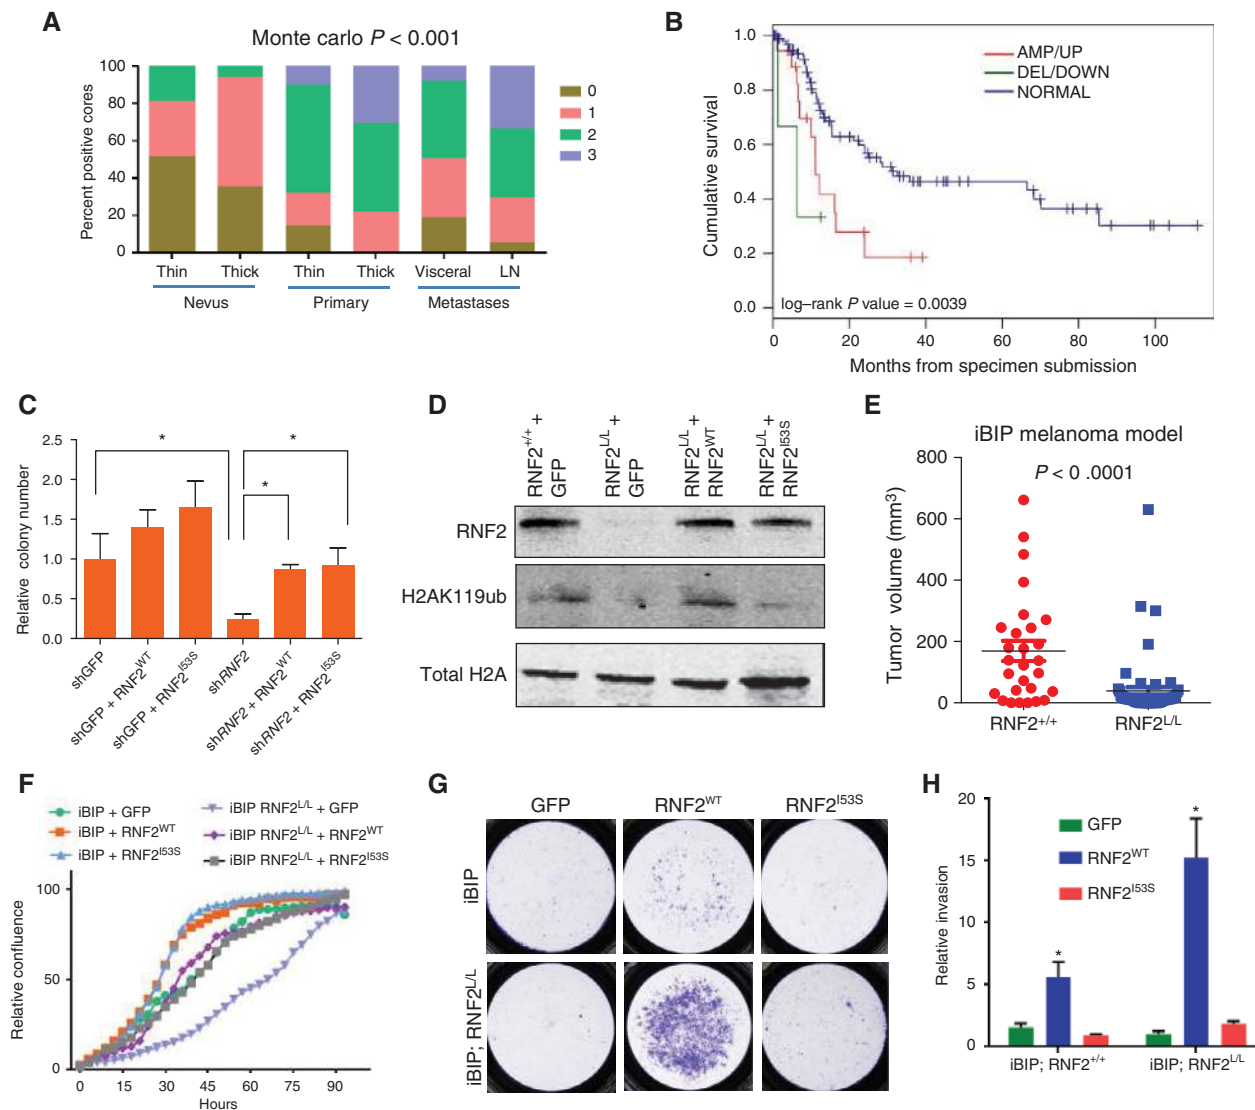 A
Monte carlo P < 0.001
Percent positive cores
100
80
60
40
20
0
0
1
2
3
Thin Thick Thin Thick Visceral LN
Nevus Primary Metastases
B
Cumulative survival
1.0
0.8
0.6
0.4
0.2
0.0
AMP/UP
DEL/DOWN
NORMAL
log–rank P value = 0.0039
0 20 40 60 80 100
Months from specimen submission
C
Relative colony number
2.5
2.0
1.5
1.0
0.5
0.0
* *
*
shGFP
shGFP + RNF2WT
shGFP + RNF2I53S
shRNF2
shRNF2 + RNF2WT
shRNF2 + RNF2I53S
D
RNF2+/+ +
GFP
RNF2L/L +
GFP
RNF2L/L +
RNF2WT
RNF2L/L +
RNF2I53S
RNF2
H2AK119ub
Total H2A
E
iBIP melanoma model
P < 0 .0001
Tumor volume (mm3)
800
600
400
200
0
RNF2+/+ RNF2L/L
F
iBIP + GFP
iBIP + RNF2WT
iBIP + RNF2I53S
iBIP RNF2L/L + GFP
iBIP RNF2L/L + RNF2WT
iBIP RNF2L/L + RNF2I53S
Relative confluence
100
50
0
0 15 30 45 60 75 90
Hours
G
GFP RNF2WT RNF2I53S
iBIP
iBIP; RNF2L/L
H
Relative invasion
20
15
10
5
0
GFP
RNF2WT
RNF2I53S
*
*
iBIP; RNF2+/+ iBIP; RNF2L/L